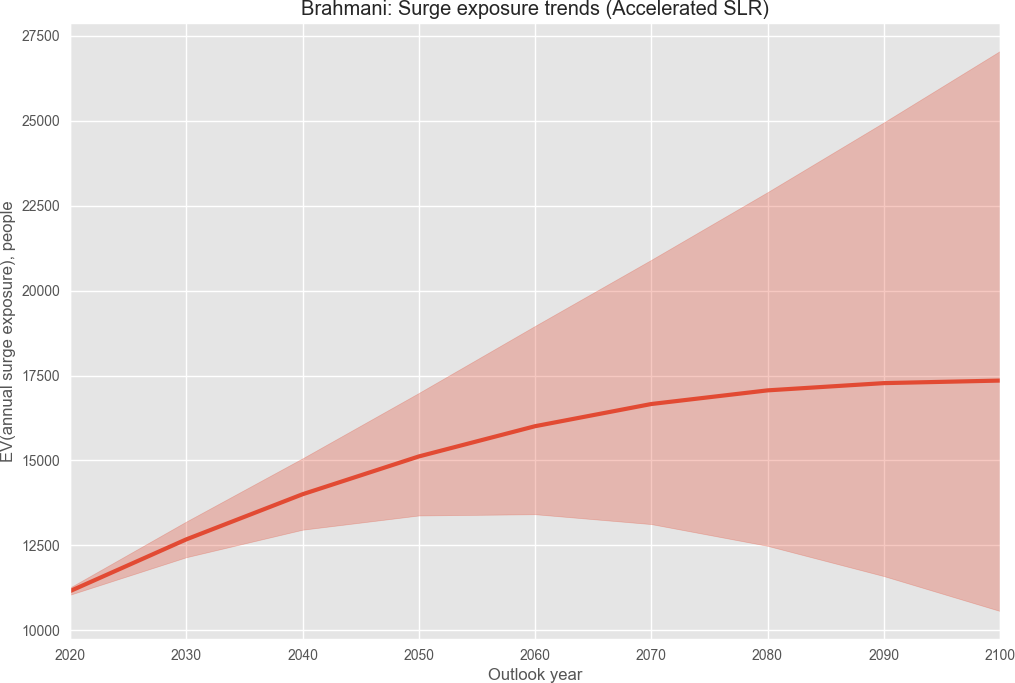 Brahmani: Surge exposure trends (Accelerated SLR)
EV(annual surge exposure), people
27500
25000
22500
20000
17500
15000
12500
10000
2020 2030 2040 2050 2060 2070 2080 2090 2100
Outlook year